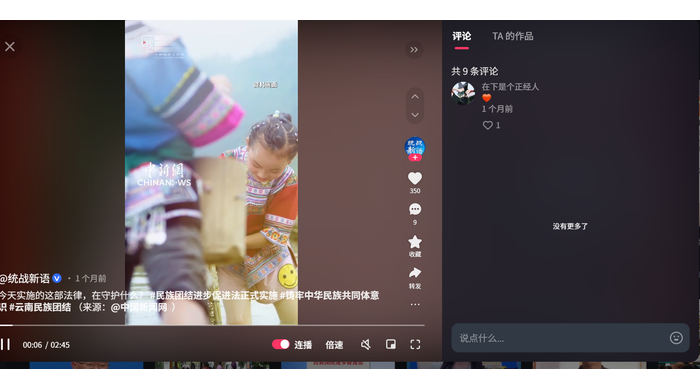 评论
TA 的作品
共 9 条评论
在下是个正经人
1 个月前
1
没有更多了
说点什么...
中新网
CHINANEWS
统战
新语
350
9
收藏
转发
@统战新语 · 1 个月前
今天实施的这部法律，在守护什么？ #民族团结进步促进法正式实施 #铸牢中华民族共同体意
识 #云南民族团结 （来源：@中国新闻网 ）
00:06 / 02:45
连播
倍速